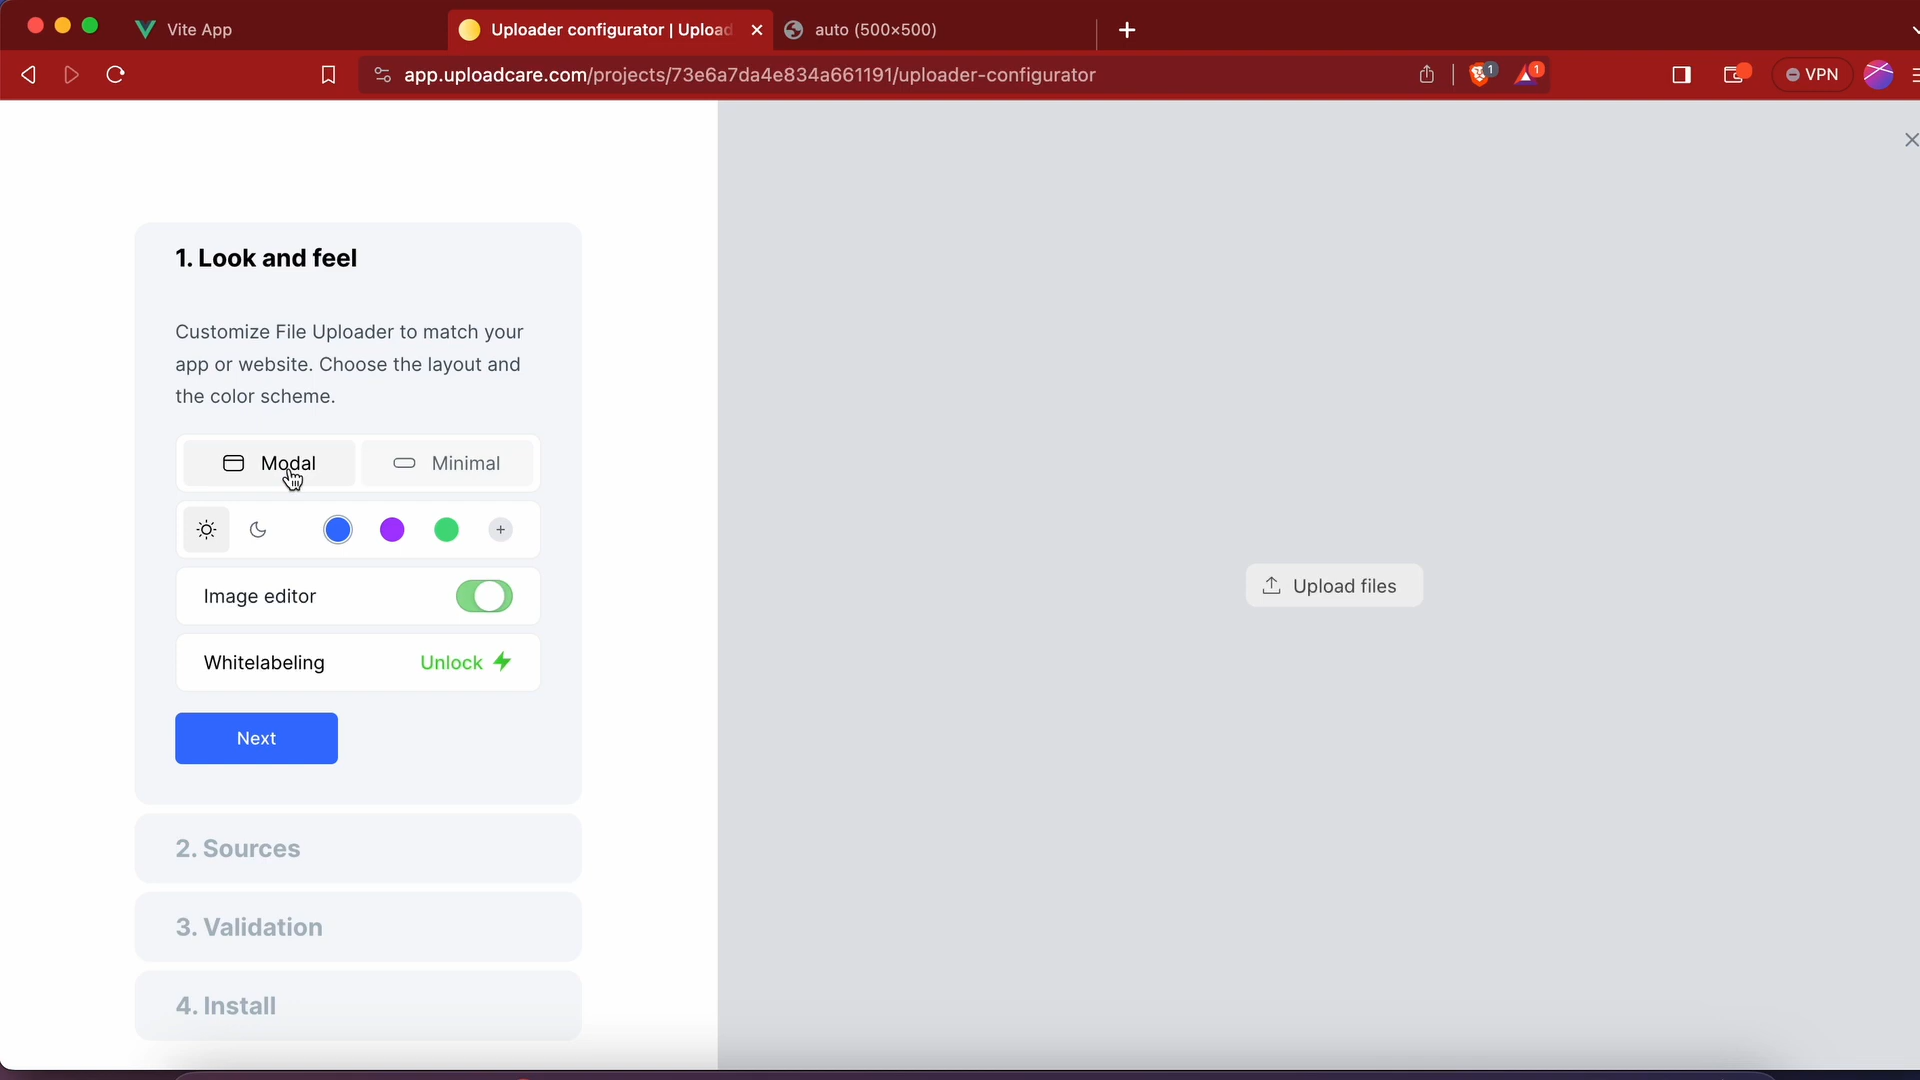 Vite App
Uploader configurator | Upload
auto (500×500)
app.uploadcare.com/projects/73e6a7da4e834a661191/uploader-configurator
1
1
VPN
1. Look and feel
Customize File Uploader to match your
app or website. Choose the layout and
the color scheme.
Modal
Minimal
Image editor
Whitelabeling
Unlock
Next
2. Sources
3. Validation
4. Install
Upload files